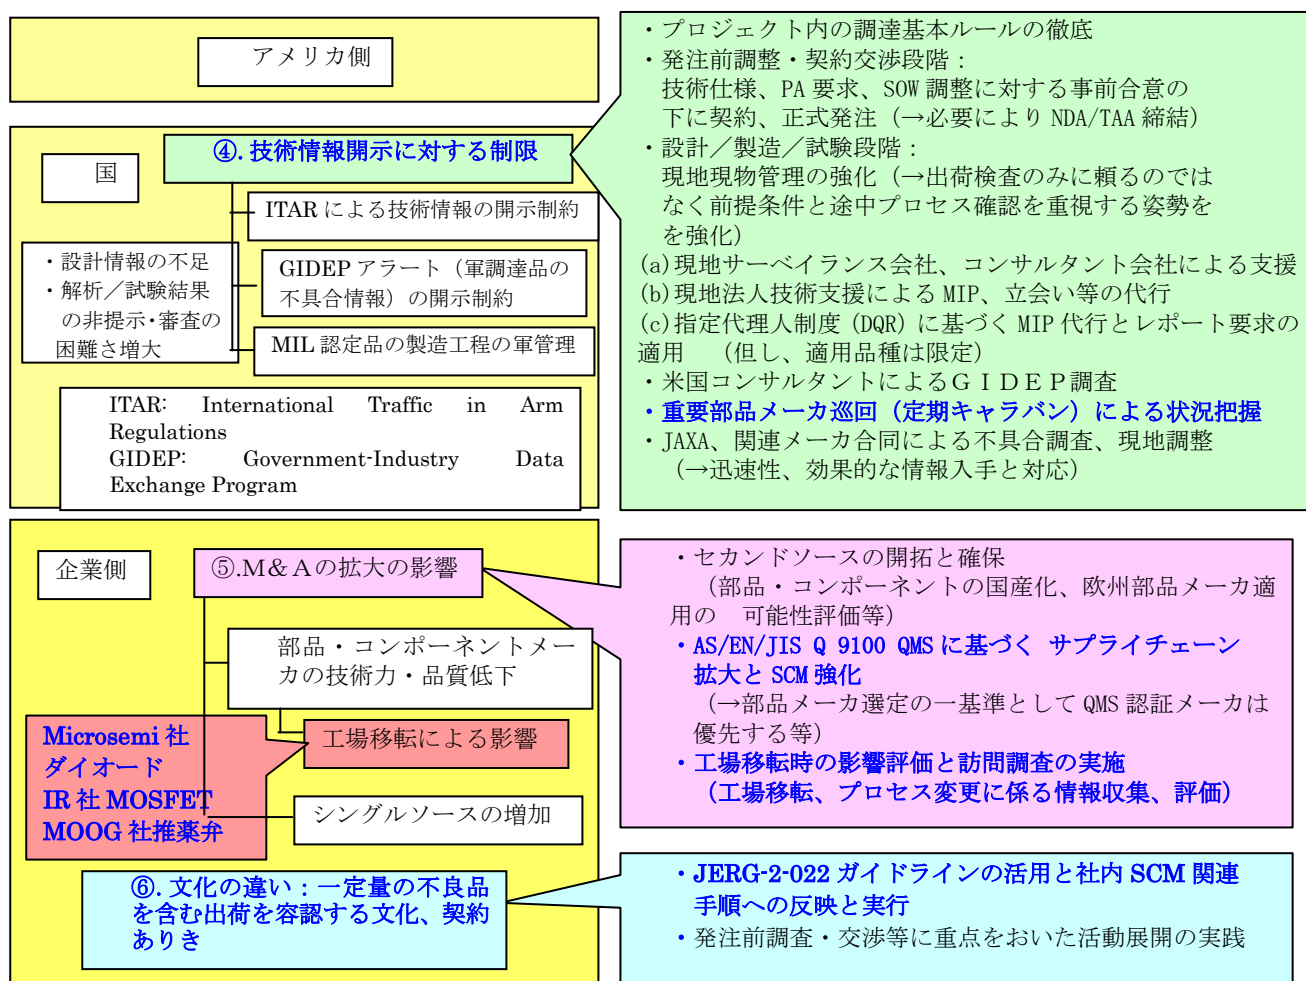 アメリカ側
国
④. 技術情報開示に対する制限
ITAR による技術情報の開示制約
・設計情報の不足
・解析／試験結果
の非提示・審査の
困難さ増大
GIDEP アラート（軍調達品の
不具合情報）の開示制約
MIL 認定品の製造工程の軍管理
ITAR: International Traffic in Arm
Regulations
GIDEP: Government-Industry Data
Exchange Program
・プロジェクト内の調達基本ルールの徹底
・発注前調整・契約交渉段階：
技術仕様、PA 要求、SOW 調整に対する事前合意の
下に契約、正式発注（→必要により NDA/TAA 締結）
・設計／製造／試験段階：
現地現物管理の強化（→出荷検査のみに頼るのでは
なく前提条件と途中プロセス確認を重視する姿勢を
を強化）
(a)現地サーベイランス会社、コンサルタント会社による支援
(b)現地法人技術支援による MIP、立会い等の代行
(c)指定代理人制度（DQR）に基づく MIP 代行とレポート要求の
適用　（但し、適用品種は限定）
・米国コンサルタントによるＧＩＤＥＰ調査
・重要部品メーカ巡回（定期キャラバン）による状況把握
・JAXA、関連メーカ合同による不具合調査、現地調整
（→迅速性、効果的な情報入手と対応）
企業側
⑤.Ｍ＆Ａの拡大の影響
部品・コンポーネントメー
カの技術力・品質低下
工場移転による影響
Microsemi 社
ダイオード
IR 社 MOSFET
MOOG 社推薬弁
シングルソースの増加
⑥. 文化の違い：一定量の不良品
を含む出荷を容認する文化、契約
ありき
・セカンドソースの開拓と確保
（部品・コンポーネントの国産化、欧州部品メーカ適
用の　可能性評価等）
・AS/EN/JIS Q 9100 QMS に基づく サプライチェーン
拡大と SCM 強化
（→部品メーカ選定の一基準として QMS 認証メーカは
優先する等）
・工場移転時の影響評価と訪問調査の実施
（工場移転、プロセス変更に係る情報収集、評価）
・JERG-2-022 ガイドラインの活用と社内 SCM 関連
手順への反映と実行
・発注前調査・交渉等に重点をおいた活動展開の実践